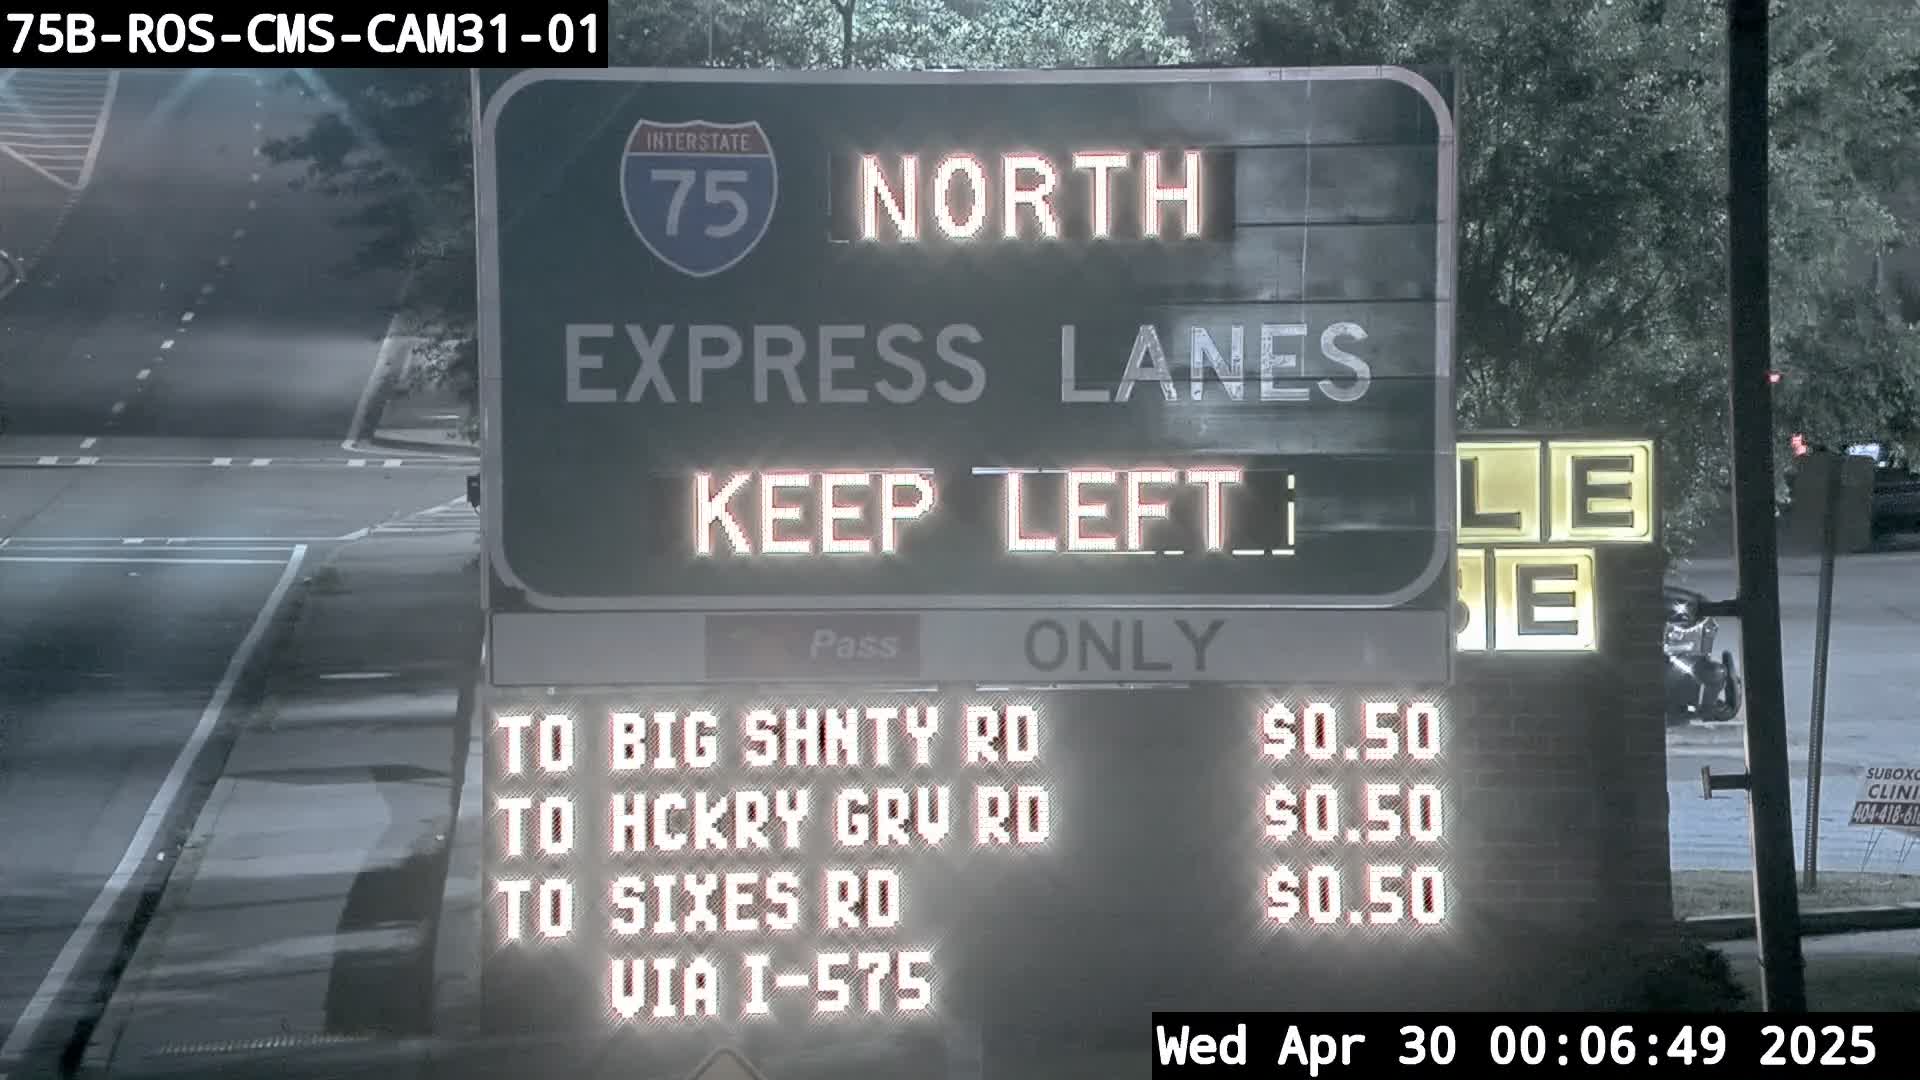 75B-ROS-CMS-CAM31-01
INTERSTATE
75
NORTH
EXPRESS LANES
KEEP LEFT
LE
E
Pass ONLY
TO BIG SHNTY RD $0.50
TO HCKRY GRV RD $0.50
TO SIXES RD $0.50
VIA I-575
Wed Apr 30 00:06:49 2025